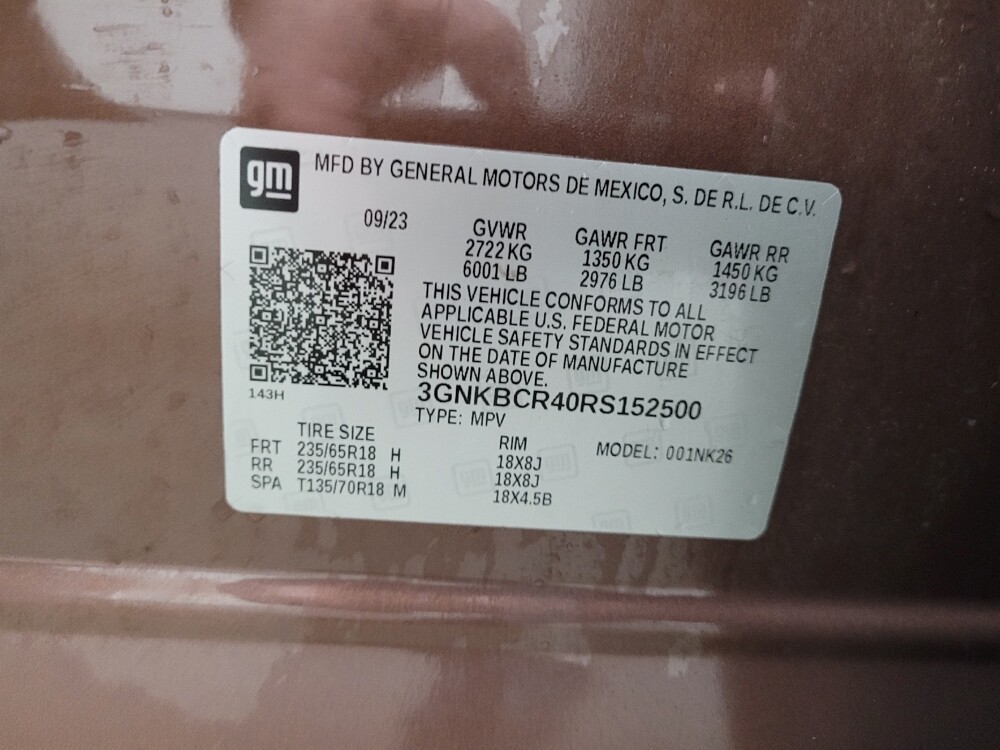 gm MFD BY GENERAL MOTORS DE MEXICO, S. DE R.L. DE C.V.
09/23
GVWR
2722 KG
6001 LB
GAWR FRT
1350 KG
2976 LB
GAWR RR
1450 KG
3196 LB
THIS VEHICLE CONFORMS TO ALL
APPLICABLE U.S. FEDERAL MOTOR
VEHICLE SAFETY STANDARDS IN EFFECT
ON THE DATE OF MANUFACTURE
SHOWN ABOVE.
143H
3GNKBCR40RS152500
TYPE: MPV
TIRE SIZE RIM MODEL: 001NK26
FRT 235/65R18 H 18X8J
RR 235/65R18 H 18X8J
SPA T135/70R18 M 18X4.5B